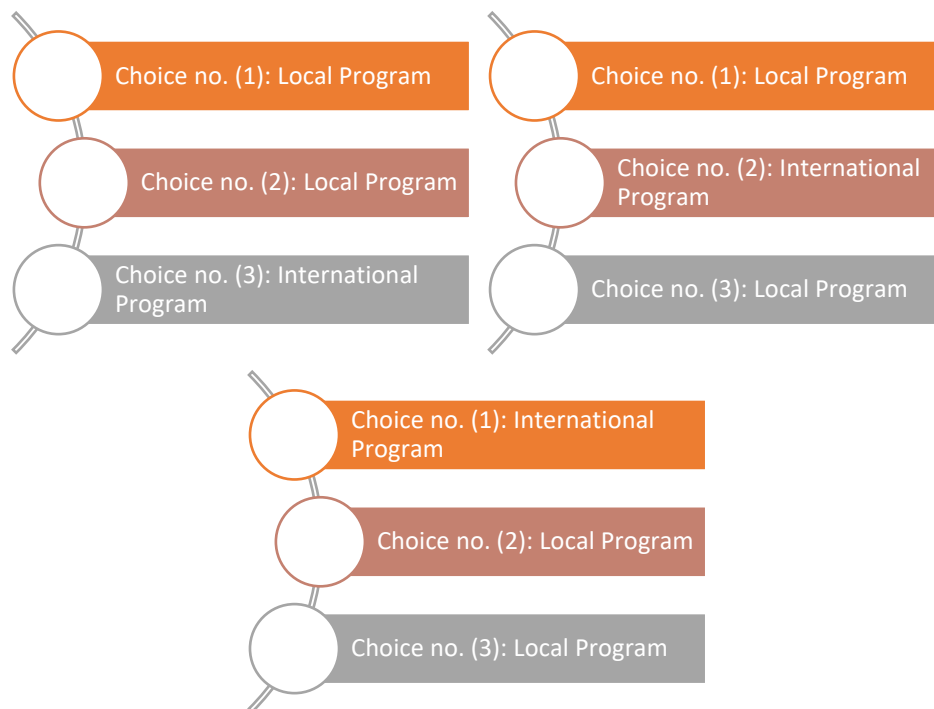 Choice no. (1): Local Program
Choice no. (2): Local Program
Choice no. (3): International
Program
Choice no. (1): Local Program
Choice no. (2): International
Program
Choice no. (3): Local Program
Choice no. (1): International
Program
Choice no. (2): Local Program
Choice no. (3): Local Program